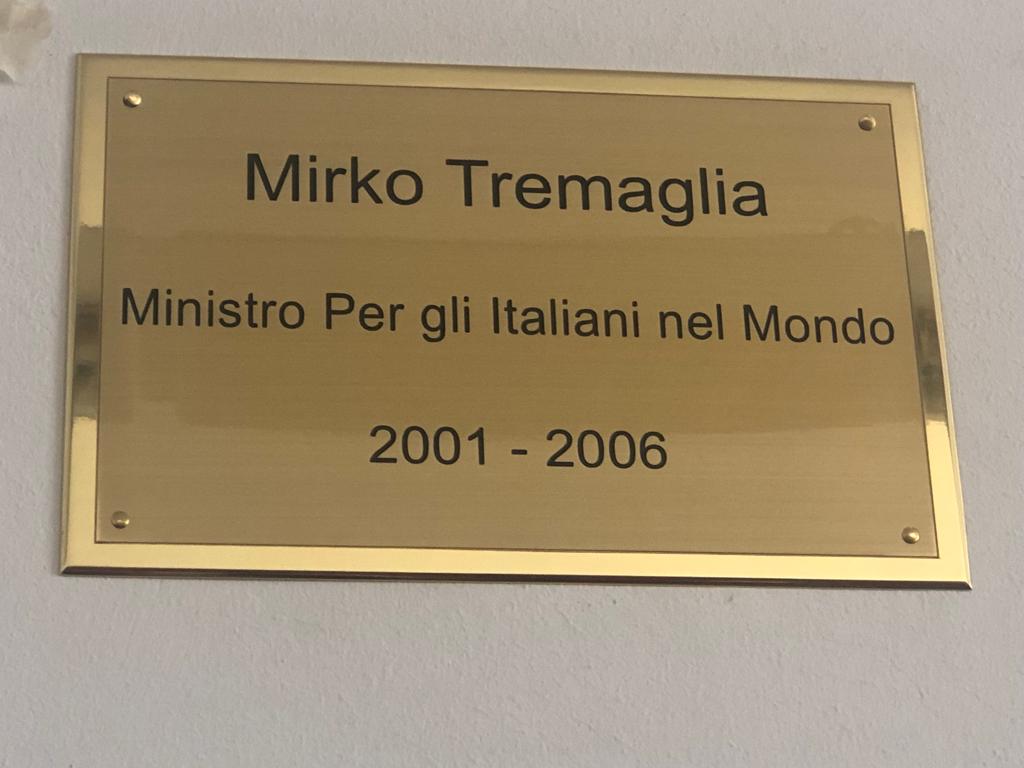 Mirko Tremaglia
Ministro Per gli Italiani nel Mondo
2001 - 2006